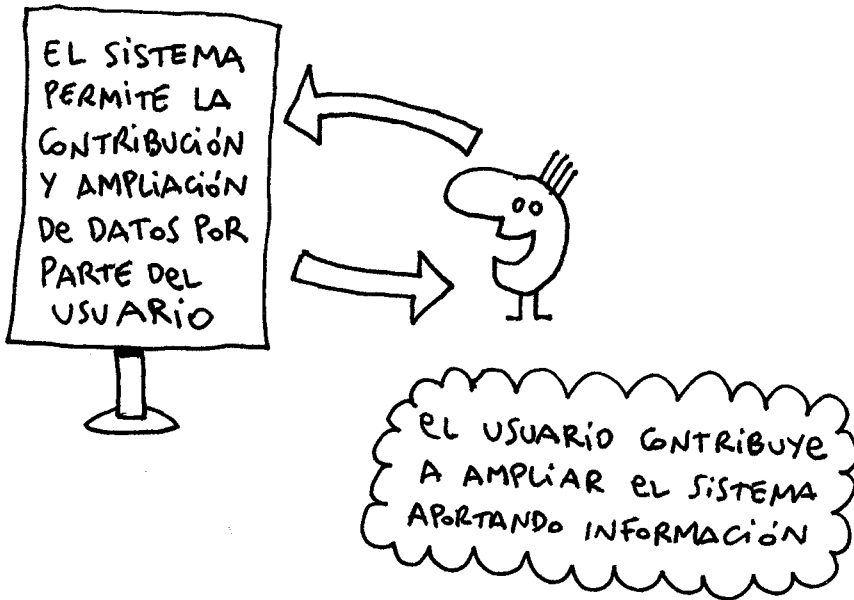 EL SISTEMA
PERMITE LA
CONTRIBUCIÓN
Y AMPLIACIÓN
De DATOS POR
PARTE DeL
USUARIO
eL USUARIO CONTRIBUYe
A AMPLIAR eL SISTEMA
APORTANDO INFORMACIÓN